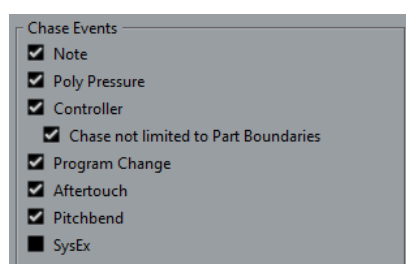 Chase Events
Note
Poly Pressure
Controller
Chase not limited to Part Boundaries
Program Change
Aftertouch
Pitchbend
SysEx